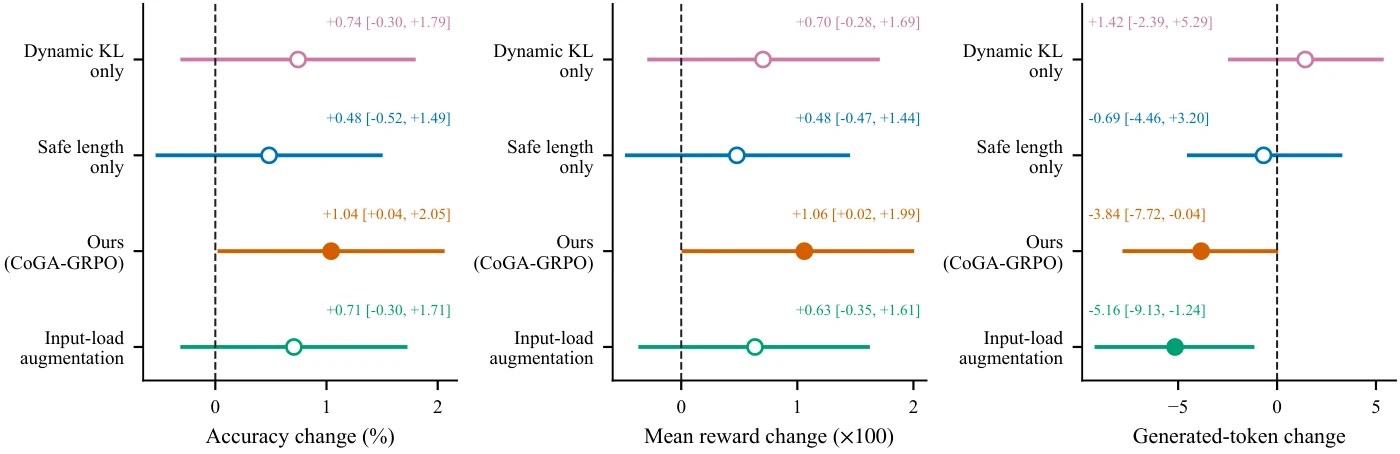 +0.74 [-0.30, +1.79]
Dynamic KL
only
+0.48 [-0.52, +1.49]
Safe length
only
+1.04 [+0.04, +2.05]
Ours
(CoGA-GRPO)
+0.71 [-0.30, +1.71]
Input-load
augmentation
0 1 2
Accuracy change (%)
+0.70 [-0.28, +1.69]
Dynamic KL
only
+0.48 [-0.47, +1.44]
Safe length
only
+1.06 [+0.02, +1.99]
Ours
(CoGA-GRPO)
+0.63 [-0.35, +1.61]
Input-load
augmentation
0 1 2
Mean reward change (×100)
+1.42 [-2.39, +5.29]
Dynamic KL
only
-0.69 [-4.46, +3.20]
Safe length
only
-3.84 [-7.72, -0.04]
Ours
(CoGA-GRPO)
-5.16 [-9.13, -1.24]
Input-load
augmentation
−5 0 5
Generated-token change